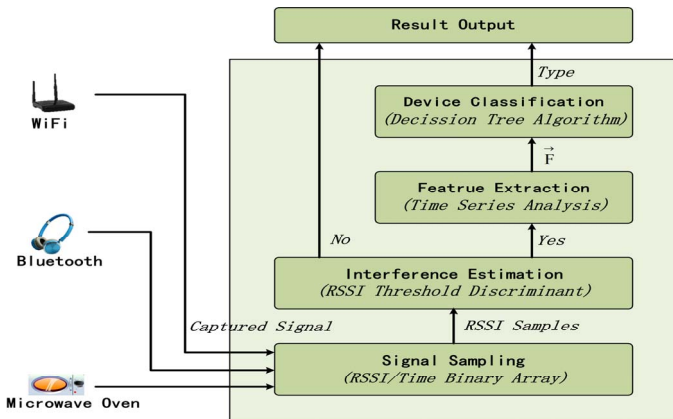 Result Output
Type
Device Classification
(Decission Tree Algorithm)
F
Featrue Extraction
(Time Series Analysis)
No
Yes
Interference Estimation
(RSSI Threshold Discriminant)
Captured Signal
RSSI Samples
Signal Sampling
(RSSI/Time Binary Array)
WiFi
Bluetooth
Microwave Oven